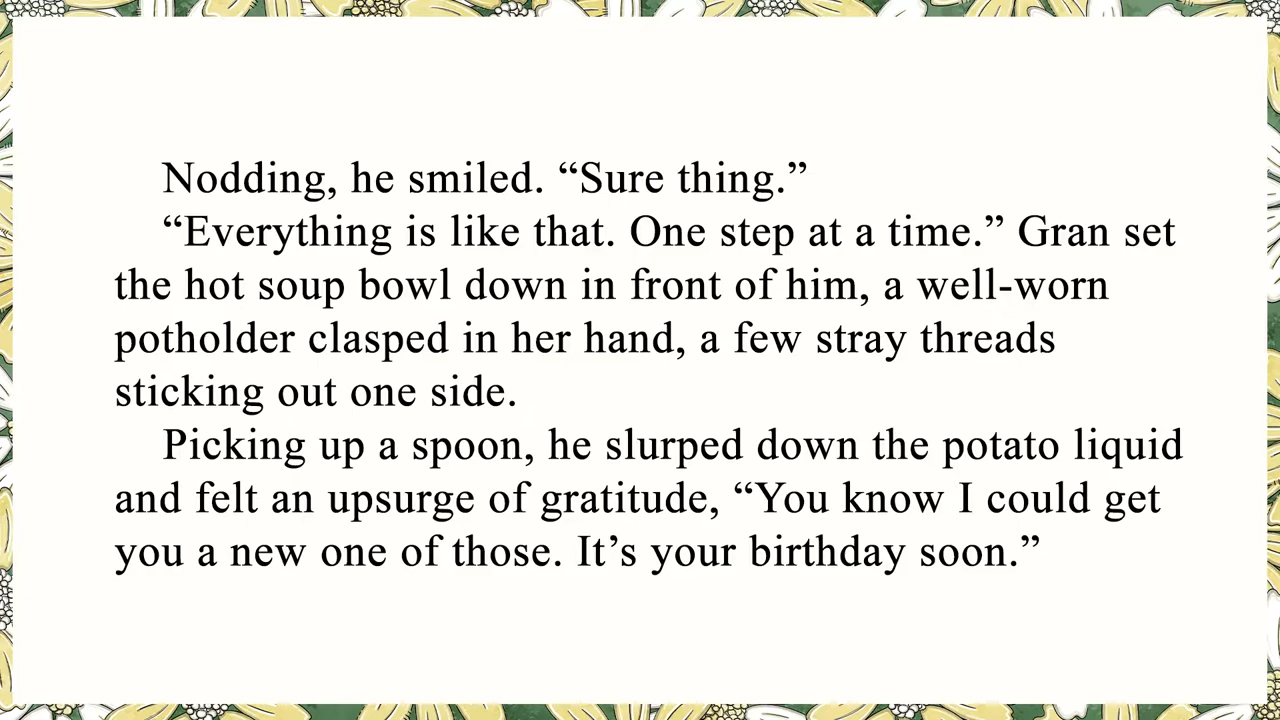 Nodding, he smiled. “Sure thing.”
“Everything is like that. One step at a time.” Gran set
the hot soup bowl down in front of him, a well-worn
potholder clasped in her hand, a few stray threads
sticking out one side.
Picking up a spoon, he slurped down the potato liquid
and felt an upsurge of gratitude, “You know I could get
you a new one of those. It’s your birthday soon.”